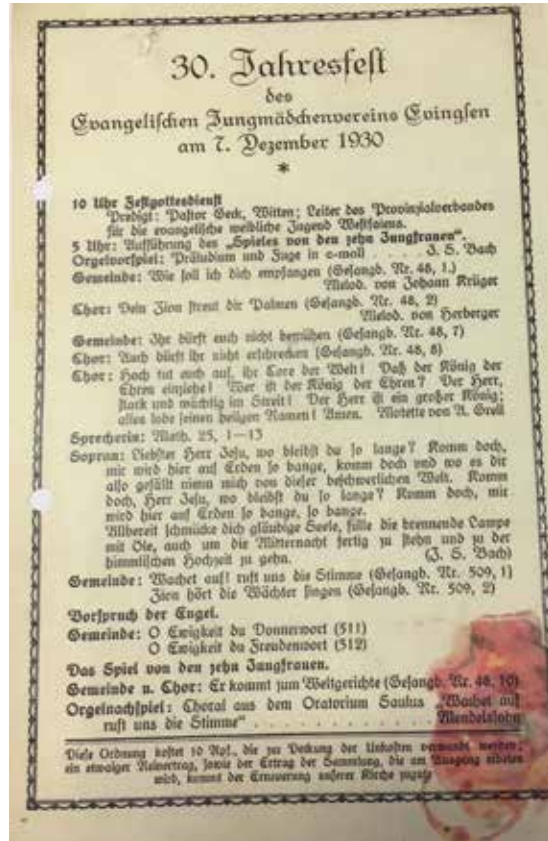 30. Jahresfest
des
Evangelischen Jungmädchenvereins Evingsen
am 7. Dezember 1930
*
10 Uhr Festgottesdienst
Predigt: Pastor Geck, Witten; Leiter des Provinzialverbandes
für die evangelische weibliche Jugend Westfalens.
5 Uhr: Aufführung des „Spieles von den zehn Jungfrauen“.
Orgelvorspiel: Präludium und Fuge in c-moll . . . J. S. Bach
Gemeinde: Wie soll ich dich empfangen (Gesangb. Nr. 48, 1.)
Melod. von Johann Krüger
Chor: Dein Zion streut dir Palmen (Gesangb. Nr. 48, 2)
Melod. von Herberger
Gemeinde: Ihr dürft euch nicht bemühen (Gesangb. Nr. 48, 7)
Chor: Auch dürft ihr nicht erschrecken (Gesangb. Nr. 48, 8)
Chor: Hoch tut euch auf, ihr Tore der Welt! Daß der König der
Ehren einziehe! Wer ist der König der Ehren? Der Herr,
stark und mächtig im Streit! Der Herr ist ein großer König;
alles lobe seinen heilgen Namen! Amen. Motette von A. Grell
Sprecherin: Math. 25, 1—13
Sopran: Liebster Herr Jesu, wo bleibst du so lange? Komm doch,
mir wird hier auf Erden so bange, komm doch und wo es dir
also gefällt nimm mich von dieser beschwerlichen Welt. Komm
doch, Herr Jesu, wo bleibst du so lange? Komm doch, mir
wird hier auf Erden so bange, so bange.
Allbereit schmücke dich gläubige Seele, fülle die brennende Lampe
mit Öle, auch um die Mitternacht fertig zu stehn und zu der
himmlischen Hochzeit zu gehn. (J. S. Bach)
Gemeinde: Wachet auf! ruft uns die Stimme (Gesangb. Nr. 509, 1)
Zion hört die Wächter singen (Gesangb. Nr. 509, 2)
Vorspruch der Engel.
Gemeinde: O Ewigkeit du Donnerwort (511)
O Ewigkeit du Freudenwort (512)
Das Spiel von den zehn Jungfrauen.
Gemeinde u. Chor: Er kommt zum Weltgerichte (Gesangb. Nr. 48, 10)
Orgelnachspiel: Choral aus dem Oratorium Saulus „Wachet auf
ruft uns die Stimme“ . . . . . . . . . . Mendelssohn
Diese Ordnung kostet 10 Rpf., die zur Deckung der Unkosten verwandt werden;
ein etwaiger Reinertrag, sowie der Ertrag der Sammlung, die am Ausgang erbeten
wird, kommt der Erneuerung unserer Kirche zugute